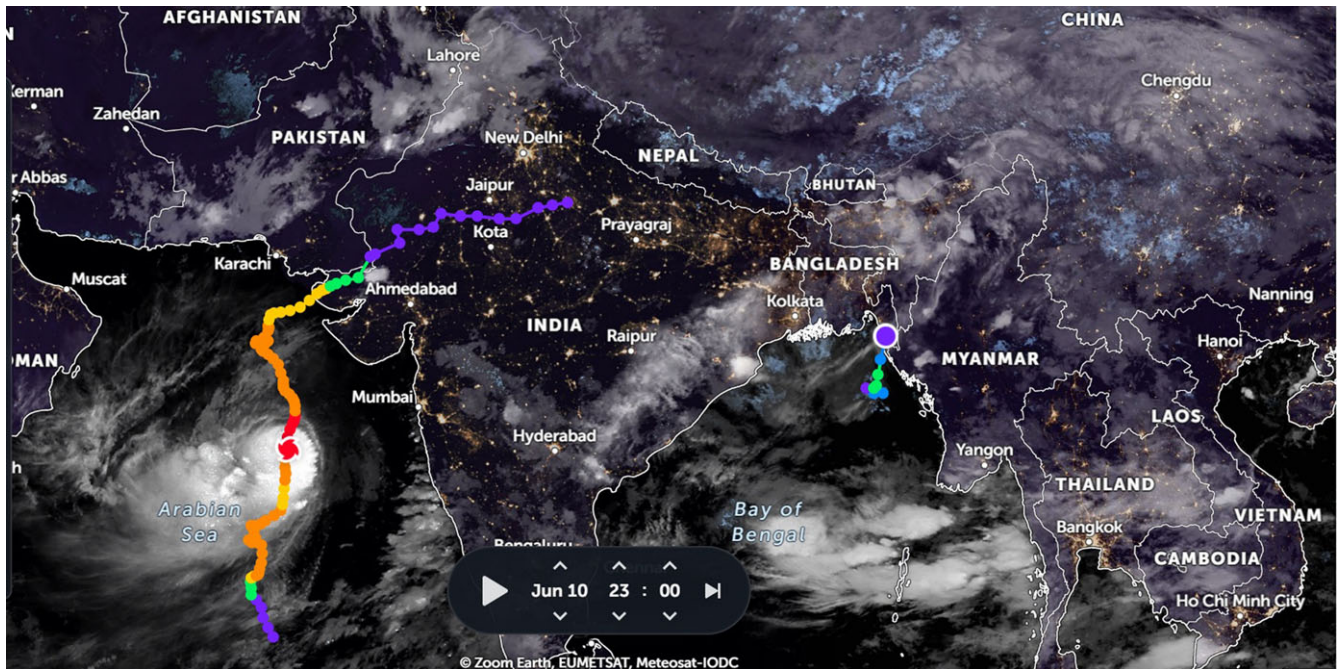 AFGHANISTAN
CHINA
Lahore
Chengdu
Zahedan
PAKISTAN
New Delhi
NEPAL
Abbas
Jaipur
BHUTAN
Kota
Prayagraj
Karachi
BANGLADESH
Muscat
Ahmedabad
Kolkata
Nanning
INDIA
Raipur
Hanoi
MYANMAR
Mumbai
LAOS
Hyderabad
Yangon
THAILAND
Arabian
Sea
Bay of
Bengal
VIETNAM
Bangkok
Bengaluru
CAMBODIA
Jun 10 23 : 00
Ho Chi Minh City
© Zoom Earth, EUMETSAT, Meteosat-IODC